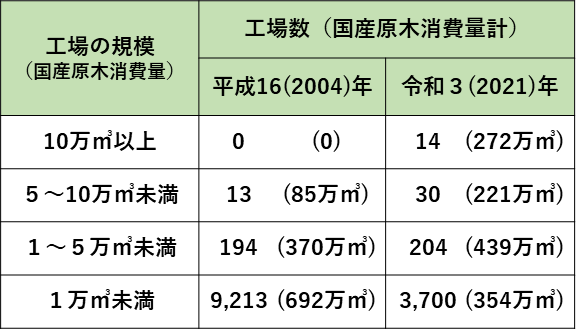 工場の規模
（国産原木消費量）
工場数（国産原木消費量計）
平成16(2004)年
令和３(2021)年
10万㎥以上
0 (0)
14 (272万㎥)
５～10万㎥未満
13 (85万㎥)
30 (221万㎥)
１～５万㎥未満
194 (370万㎥)
204 (439万㎥)
１万㎥未満
9,213 (692万㎥)
3,700 (354万㎥)